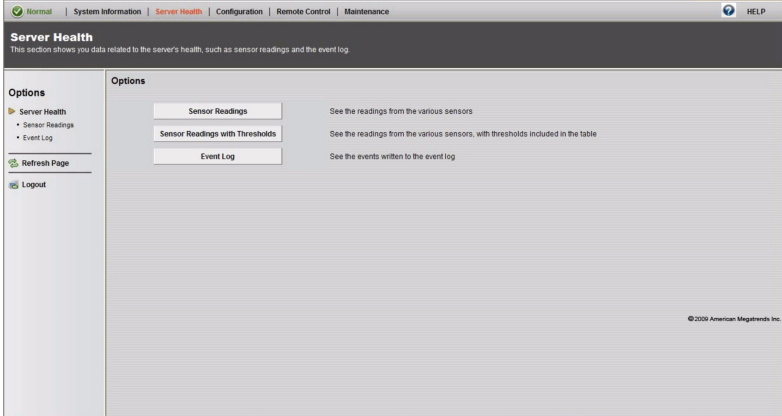 Normal | System Information | Server Health | Configuration | Remote Control | Maintenance HELP
Server Health
This section shows you data related to the server's health, such as sensor readings and the event log.
Options
Server Health
• Sensor Readings
• Event Log
Refresh Page
Logout
Options
Sensor Readings See the readings from the various sensors
Sensor Readings with Thresholds See the readings from the various sensors, with thresholds included in the table
Event Log See the events written to the event log
©2009 American Megatrends Inc.